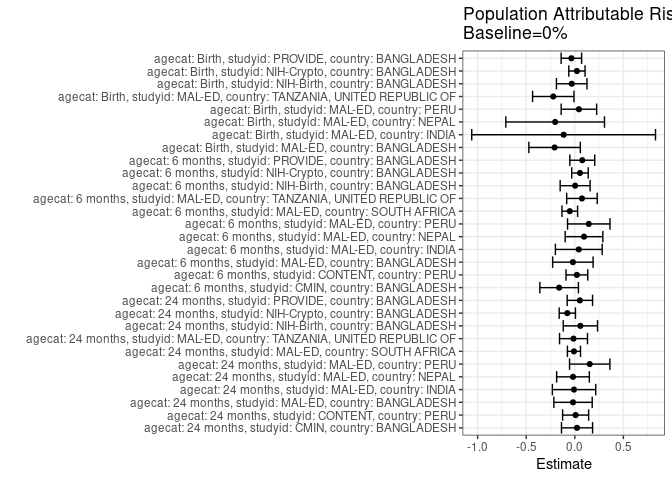 Population Attributable Ris
Baseline=0%
agecat: Birth, studyid: PROVIDE, country: BANGLADESH
agecat: Birth, studyid: NIH-Crypto, country: BANGLADESH
agecat: Birth, studyid: NIH-Birth, country: BANGLADESH
agecat: Birth, studyid: MAL-ED, country: TANZANIA, UNITED REPUBLIC OF
agecat: Birth, studyid: MAL-ED, country: PERU
agecat: Birth, studyid: MAL-ED, country: NEPAL
agecat: Birth, studyid: MAL-ED, country: INDIA
agecat: Birth, studyid: MAL-ED, country: BANGLADESH
agecat: 6 months, studyid: PROVIDE, country: BANGLADESH
agecat: 6 months, studyid: NIH-Crypto, country: BANGLADESH
agecat: 6 months, studyid: NIH-Birth, country: BANGLADESH
agecat: 6 months, studyid: MAL-ED, country: TANZANIA, UNITED REPUBLIC OF
agecat: 6 months, studyid: MAL-ED, country: SOUTH AFRICA
agecat: 6 months, studyid: MAL-ED, country: PERU
agecat: 6 months, studyid: MAL-ED, country: NEPAL
agecat: 6 months, studyid: MAL-ED, country: INDIA
agecat: 6 months, studyid: MAL-ED, country: BANGLADESH
agecat: 6 months, studyid: CONTENT, country: PERU
agecat: 6 months, studyid: CMIN, country: BANGLADESH
agecat: 24 months, studyid: PROVIDE, country: BANGLADESH
agecat: 24 months, studyid: NIH-Crypto, country: BANGLADESH
agecat: 24 months, studyid: NIH-Birth, country: BANGLADESH
agecat: 24 months, studyid: MAL-ED, country: TANZANIA, UNITED REPUBLIC OF
agecat: 24 months, studyid: MAL-ED, country: SOUTH AFRICA
agecat: 24 months, studyid: MAL-ED, country: PERU
agecat: 24 months, studyid: MAL-ED, country: NEPAL
agecat: 24 months, studyid: MAL-ED, country: INDIA
agecat: 24 months, studyid: MAL-ED, country: BANGLADESH
agecat: 24 months, studyid: CONTENT, country: PERU
agecat: 24 months, studyid: CMIN, country: BANGLADESH
-1.0 -0.5 0.0 0.5
Estimate